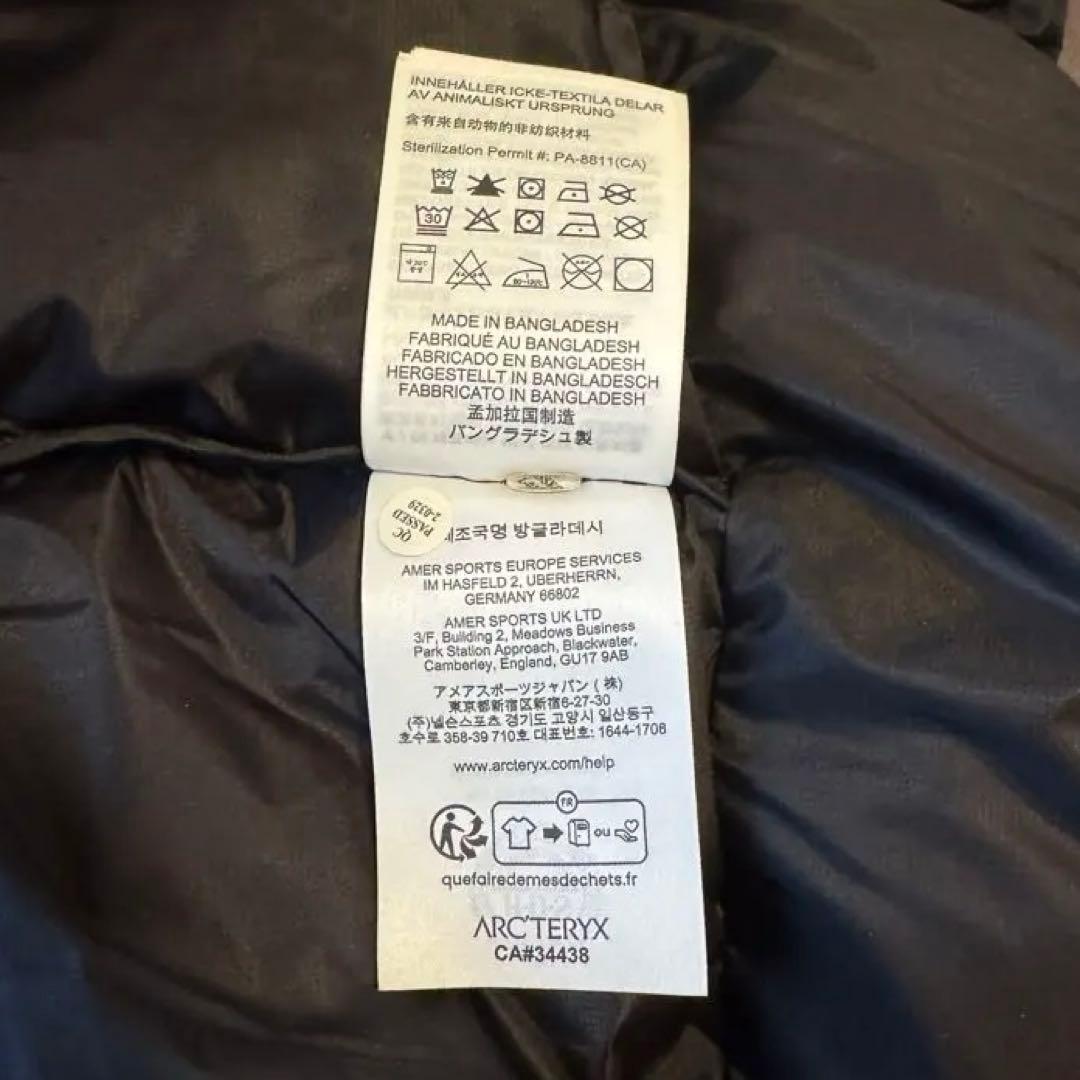 INNEHÅLLER ICKE-TEXTILA DELAR
AV ANIMALISKT URSPRUNG
含有来自动物的非纺织材料
Sterilization Permit #: PA-8811(CA)
30
MADE IN BANGLADESH
FABRIQUÉ AU BANGLADESH
FABRICADO EN BANGLADESH
HERGESTELLT IN BANGLADESCH
FABBRICATO IN BANGLADESH
孟加拉国制造
バングラデシュ製
QC
PASSED
2-0329
제조국명 방글라데시
AMER SPORTS EUROPE SERVICES
IM HASFELD 2, UBERHERRN,
GERMANY 66802
AMER SPORTS UK LTD
3/F, Building 2, Meadows Business
Park Station Approach, Blackwater,
Camberley, England, GU17 9AB
アメアスポーツジャパン ( 株)
東京都新宿区新宿6-27-30
(주)넬슨스포츠 경기도 고양시 일산동구
호수로 358-39 710호 대표번호: 1644-1708
www.arcteryx.com/help
FR
ou
quefairedemesdechets.fr
ARC'TERYX
CA#34438